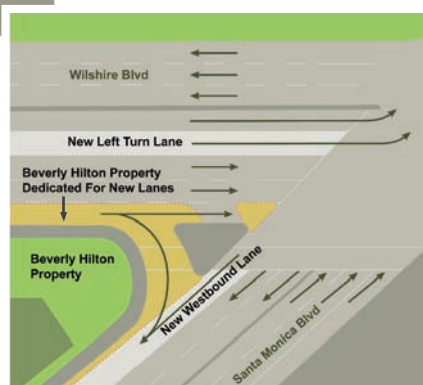 Wilshire Blvd
New Left Turn Lane
Beverly Hilton Property
Dedicated For New Lanes
Beverly Hilton
Property
New Westbound Lane
Santa Monica Blvd